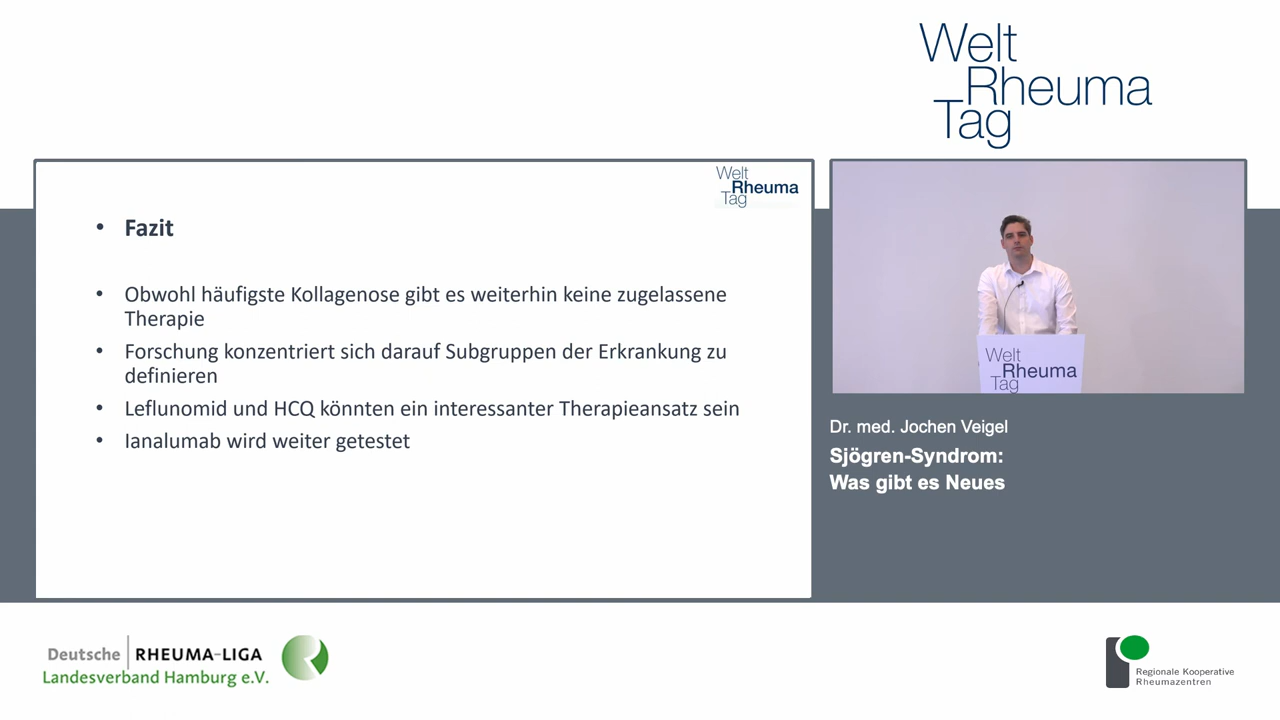 Welt
Rheuma
Tag
Welt
Rheuma
Tag
• Fazit
• Obwohl häufigste Kollagenose gibt es weiterhin keine zugelassene
Therapie
• Forschung konzentriert sich darauf Subgruppen der Erkrankung zu
definieren
• Leflunomid und HCQ könnten ein interessanter Therapieansatz sein
• Ianalumab wird weiter getestet
Welt
Rheuma
Tag
Dr. med. Jochen Veigel
Sjögren-Syndrom:
Was gibt es Neues
Deutsche RHEUMA-LIGA
Landesverband Hamburg e.V.
Regionale Kooperative
Rheumazentren